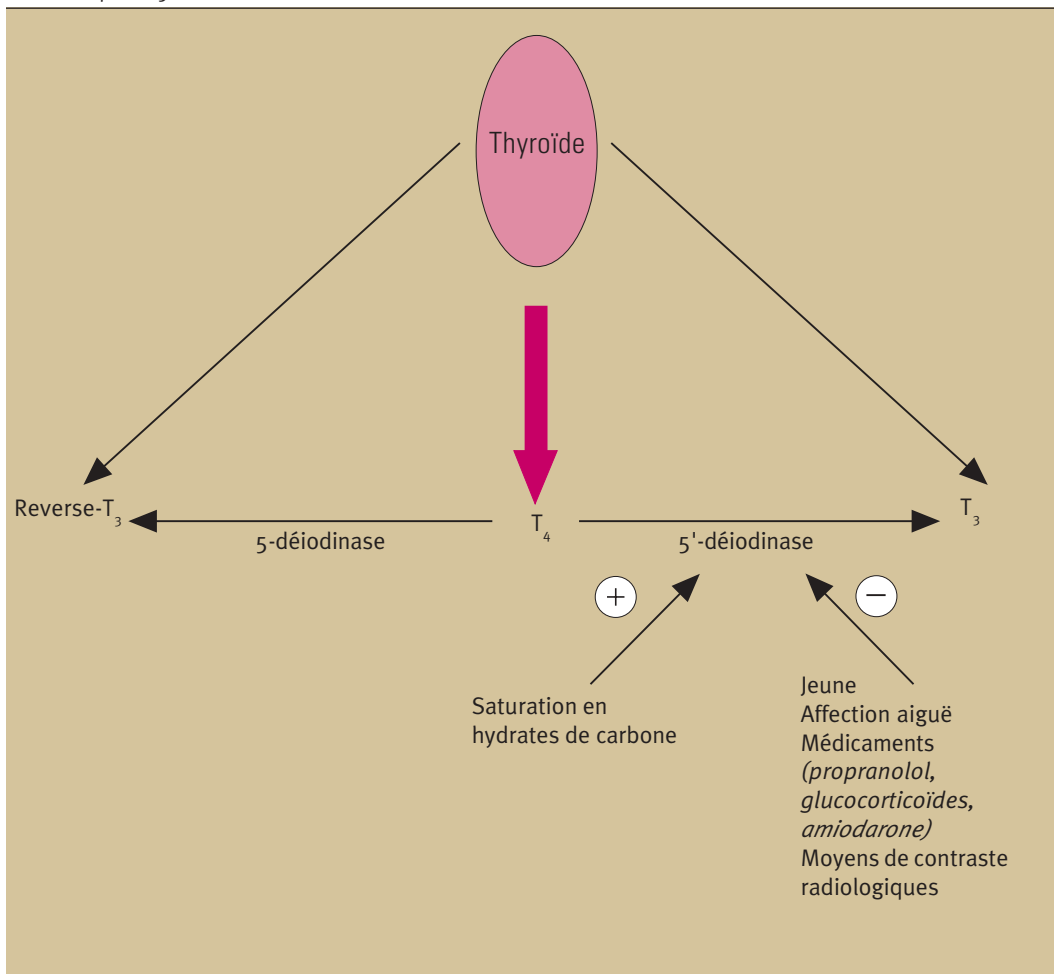 Thyroïde
Reverse-T₃
5-déiodinase
T₄
5'-déiodinase
T₃
+
−
Saturation en
hydrates de carbone
Jeune
Affection aiguë
Médicaments
(propranolol,
glucocorticoïdes,
amiodarone)
Moyens de contraste
radiologiques